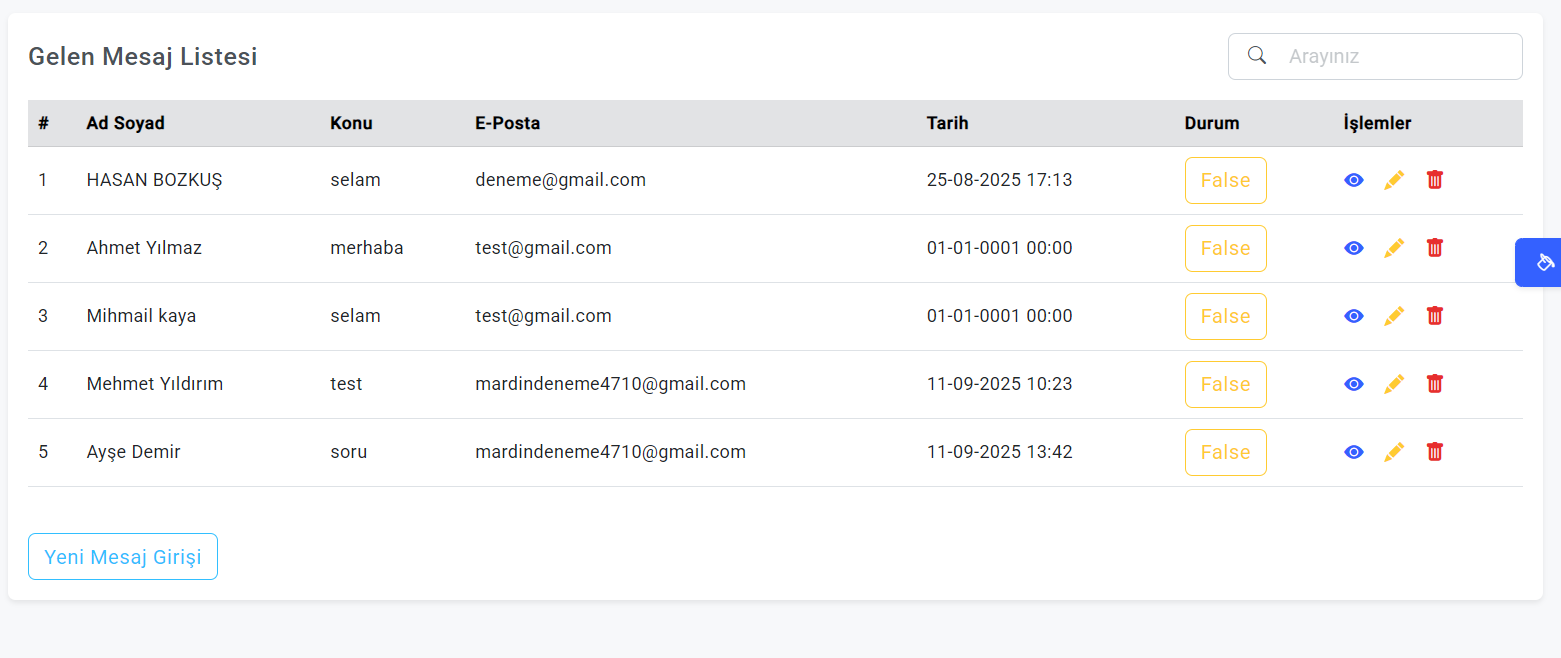 Gelen Mesaj Listesi
Arayınız
# Ad Soyad Konu E-Posta Tarih Durum İşlemler
1 HASAN BOZKUŞ selam deneme@gmail.com 25-08-2025 17:13 False
2 Ahmet Yılmaz merhaba test@gmail.com 01-01-0001 00:00 False
3 Mihmail kaya selam test@gmail.com 01-01-0001 00:00 False
4 Mehmet Yıldırım test mardindeneme4710@gmail.com 11-09-2025 10:23 False
5 Ayşe Demir soru mardindeneme4710@gmail.com 11-09-2025 13:42 False
Yeni Mesaj Girişi